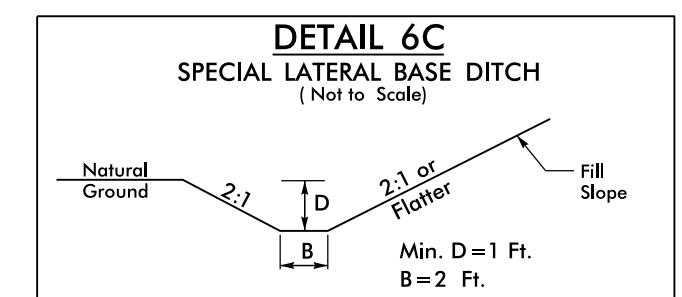 DETAIL 6C
SPECIAL LATERAL BASE DITCH
( Not to Scale)
Natural
Ground
2:1
D
2:1 or
Flatter
Fill
Slope
B
Min. D=1 Ft.
B=2 Ft.